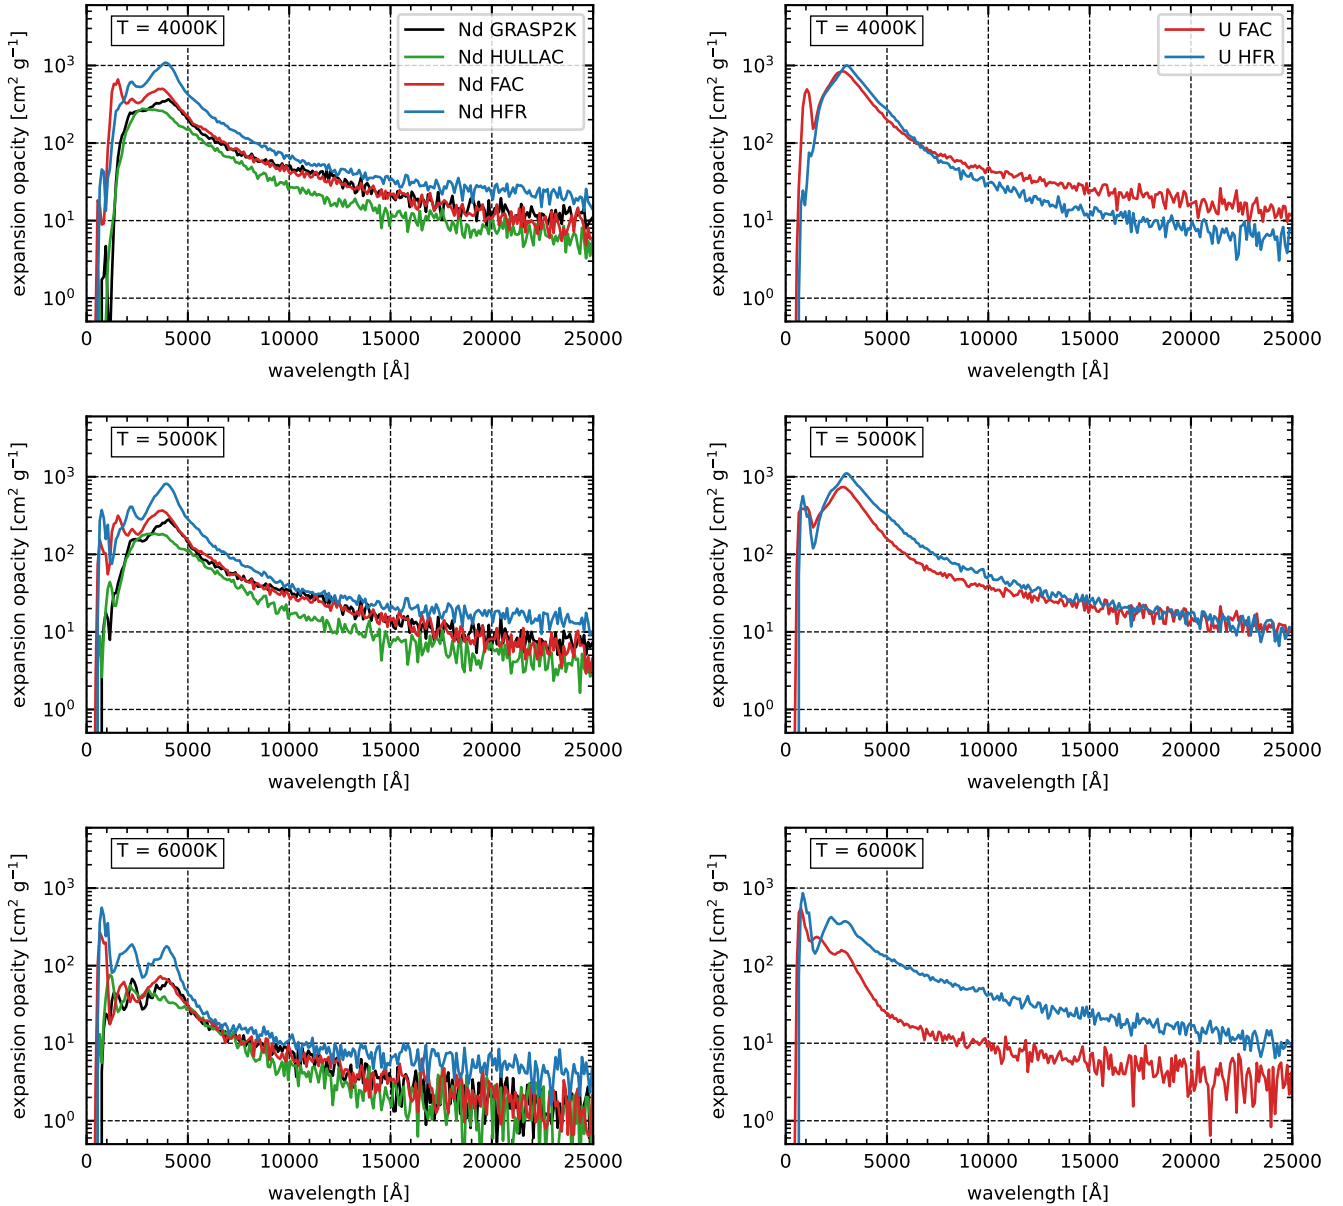 T = 4000K
Nd GRASP2K
Nd HULLAC
Nd FAC
Nd HFR
expansion opacity [cm² g⁻¹]
10³
10²
10¹
10⁰
0 5000 10000 15000 20000 25000
wavelength [Å]
T = 4000K
U FAC
U HFR
expansion opacity [cm² g⁻¹]
10³
10²
10¹
10⁰
0 5000 10000 15000 20000 25000
wavelength [Å]
T = 5000K
expansion opacity [cm² g⁻¹]
10³
10²
10¹
10⁰
0 5000 10000 15000 20000 25000
wavelength [Å]
T = 5000K
expansion opacity [cm² g⁻¹]
10³
10²
10¹
10⁰
0 5000 10000 15000 20000 25000
wavelength [Å]
T = 6000K
expansion opacity [cm² g⁻¹]
10³
10²
10¹
10⁰
0 5000 10000 15000 20000 25000
wavelength [Å]
T = 6000K
expansion opacity [cm² g⁻¹]
10³
10²
10¹
10⁰
0 5000 10000 15000 20000 25000
wavelength [Å]